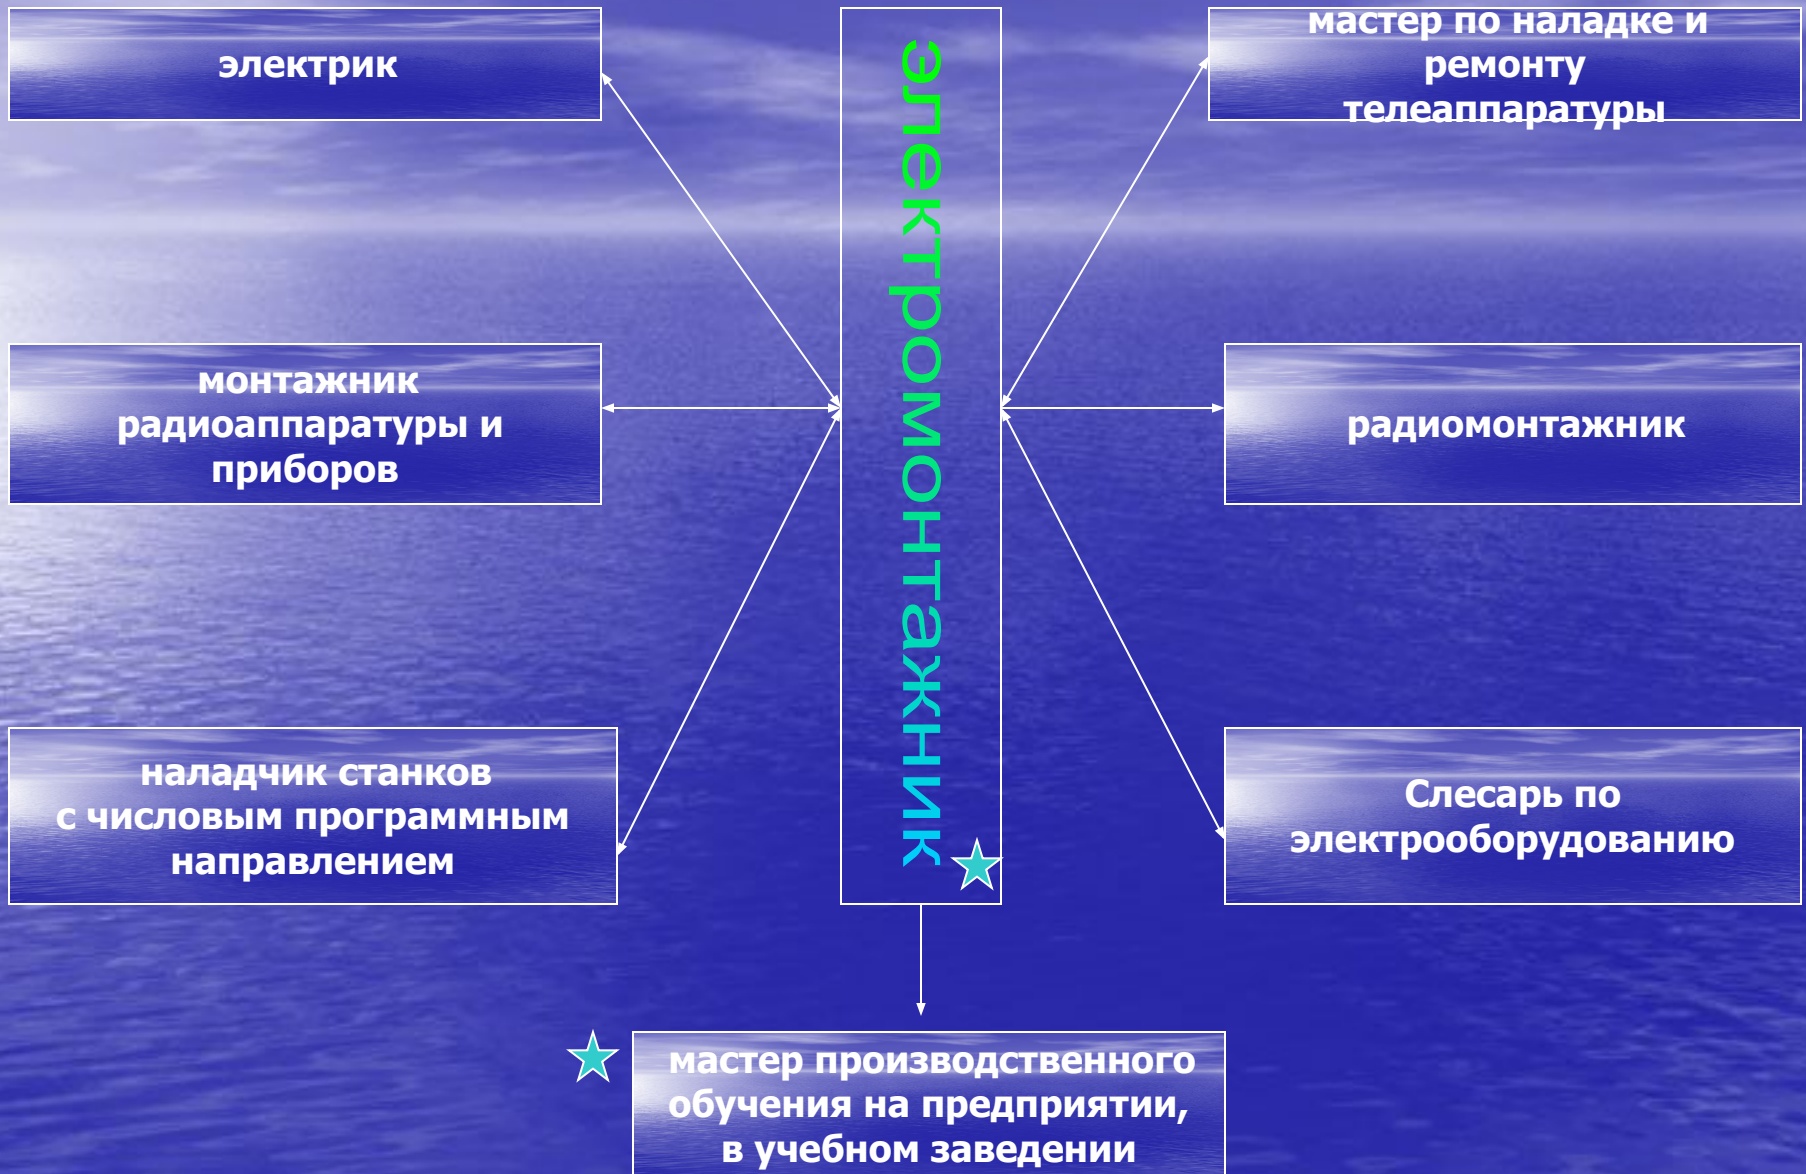 электрик
мастер по наладке и
ремонту
телеаппаратуры
электромонтажник
монтажник
радиоаппаратуры и
приборов
радиомонтажник
наладчик станков
с числовым программным
направлением
Слесарь по
электрооборудованию
мастер производственного
обучения на предприятии,
в учебном заведении